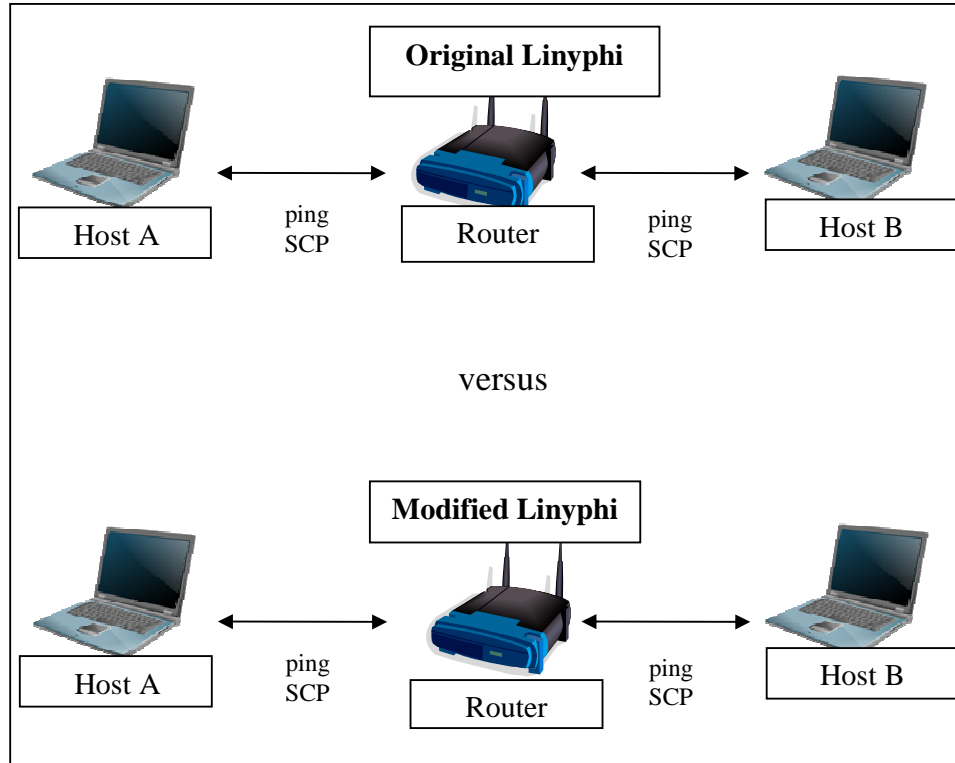 Original Linyphi
Host A
ping
SCP
Router
ping
SCP
Host B
versus
Modified Linyphi
Host A
ping
SCP
Router
ping
SCP
Host B